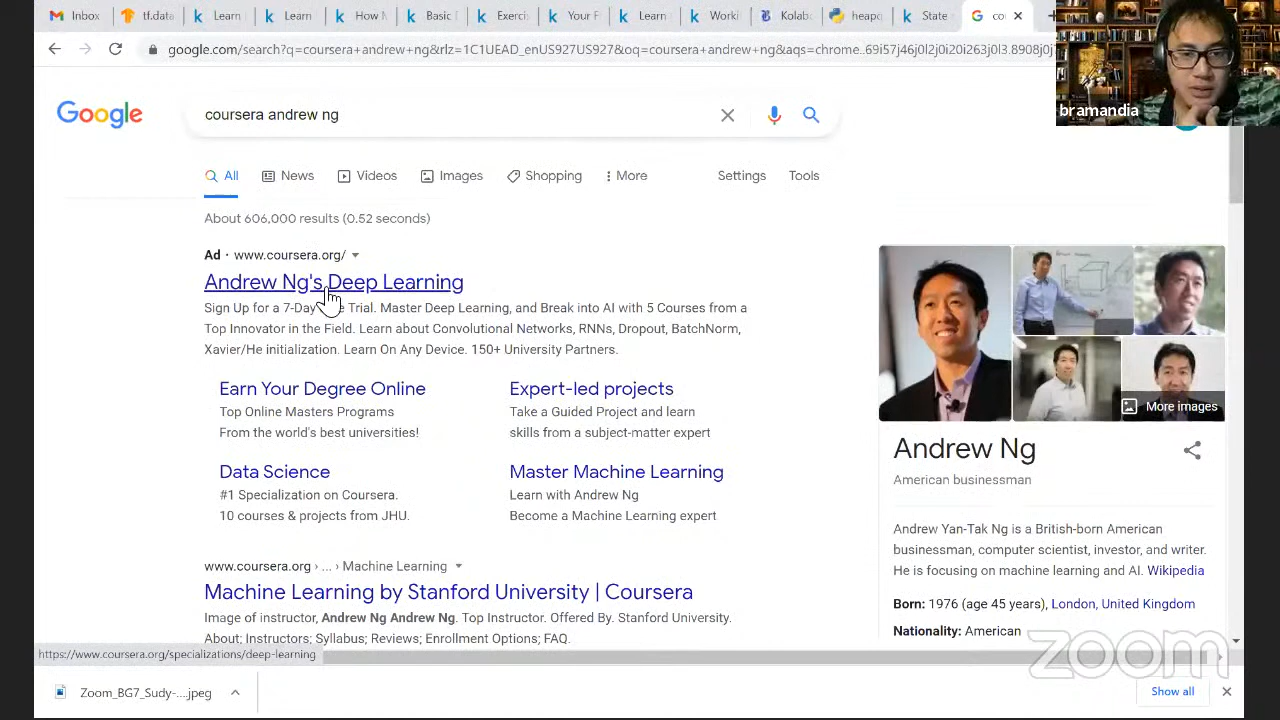 Inbox
tf.date
Learn
Learn
How
Basic
Exerci
Your F
Learn
Worki
Kolab
heapq
State
co
google.com/search?q=coursera+andrew+ng&rlz=1C1UEAD_enUS927US927&oq=coursera+andrew+ng&aqs=chrome..69i57j46j0l2j0i20i263j0l3.8908j0j
bramandia
Google
coursera andrew ng
All
News
Videos
Images
Shopping
More
Settings
Tools
About 606,000 results (0.52 seconds)
Ad · www.coursera.org/
Andrew Ng's Deep Learning
Sign Up for a 7-Day Trial. Master Deep Learning, and Break into AI with 5 Courses from a
Top Innovator in the Field. Learn about Convolutional Networks, RNNs, Dropout, BatchNorm,
Xavier/He initialization. Learn On Any Device. 150+ University Partners.
Earn Your Degree Online
Top Online Masters Programs
From the world's best universities!
Expert-led projects
Take a Guided Project and learn
skills from a subject-matter expert
Data Science
#1 Specialization on Coursera.
10 courses & projects from JHU.
Master Machine Learning
Learn with Andrew Ng
Become a Machine Learning expert
www.coursera.org › ... › Machine Learning
Machine Learning by Stanford University | Coursera
Image of instructor, Andrew Ng Andrew Ng. Top Instructor. Offered By. Stanford University.
About; Instructors; Syllabus; Reviews; Enrollment Options; FAQ.
More images
Andrew Ng
American businessman
Andrew Yan-Tak Ng is a British-born American
businessman, computer scientist, investor, and writer.
He is focusing on machine learning and AI. Wikipedia
Born: 1976 (age 45 years), London, United Kingdom
Nationality: American
zoom
https://www.coursera.org/specializations/deep-learning
Zoom_BG7_Sudy-....jpeg
Show all